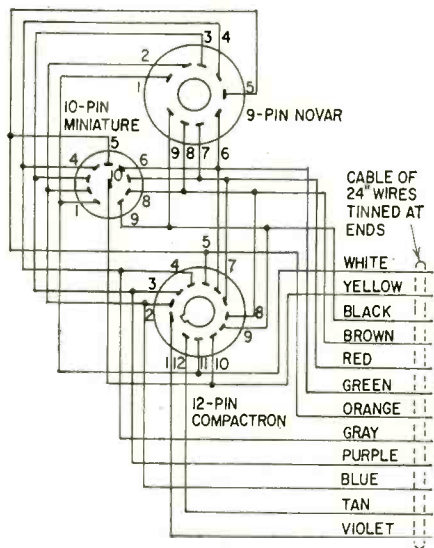 3 4
2
1
5
10-PIN
MINIATURE
9-PIN NOVAR
9 8 7 6
5
4 6
10
1 8
9
CABLE OF
24" WIRES
TINNED AT
ENDS
5
4 7
3
2 8
9
1 12 11 10
12-PIN
COMPACTRON
WHITE
YELLOW
BLACK
BROWN
RED
GREEN
ORANGE
GRAY
PURPLE
BLUE
TAN
VIOLET